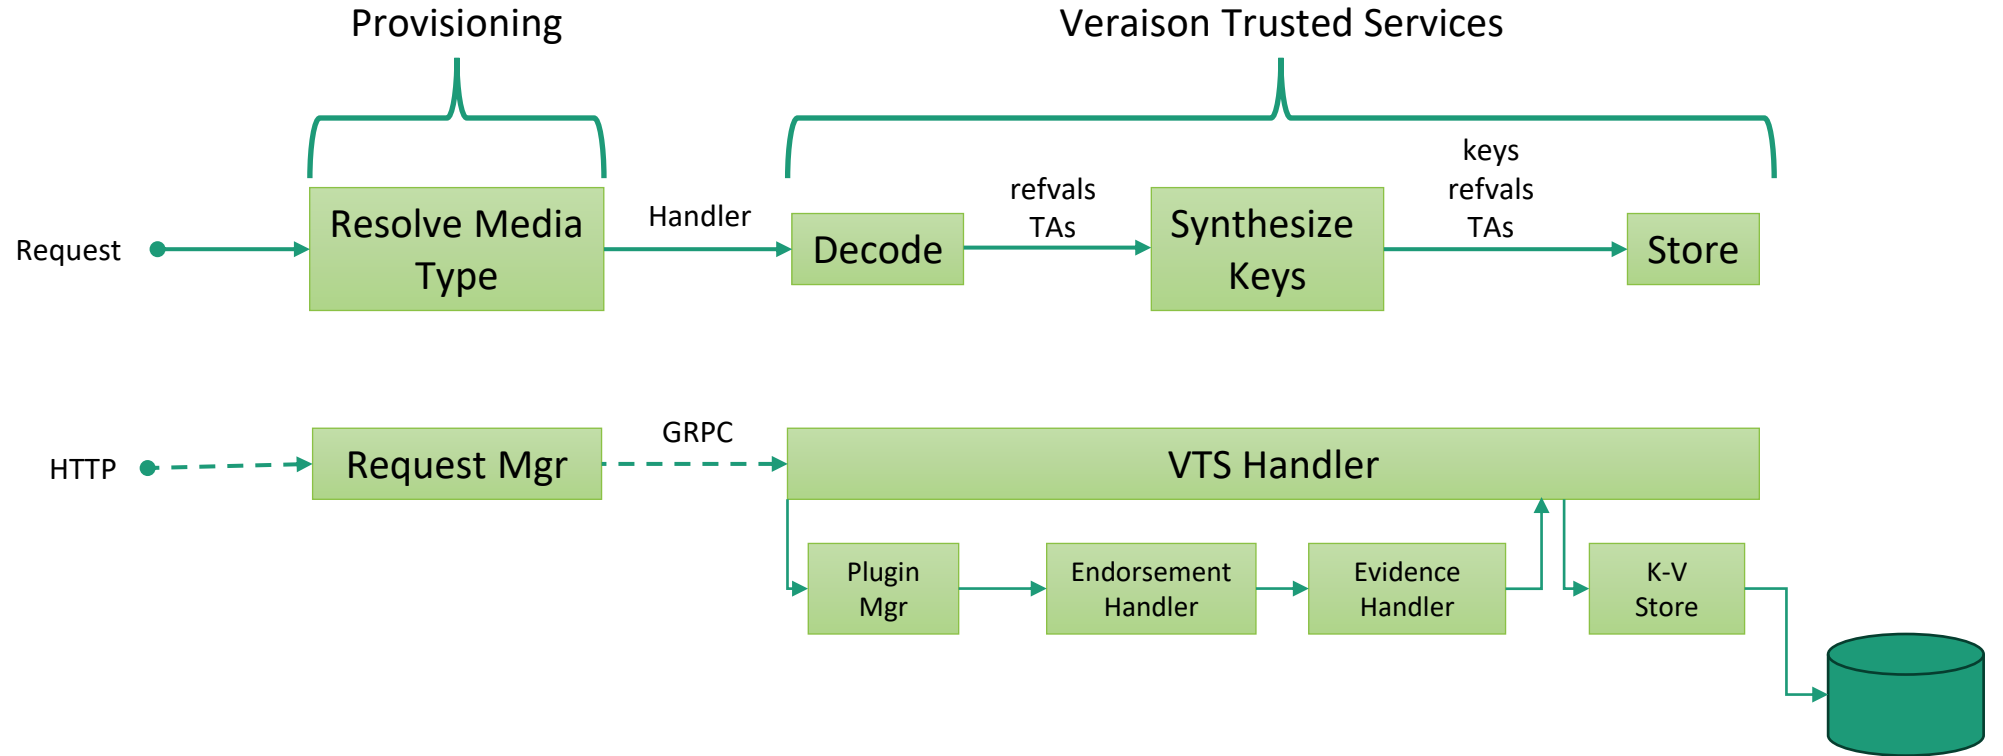 Provisioning
Veraison Trusted Services
Request
Resolve Media
Type
Handler
Decode
refvals
TAs
Synthesize
Keys
keys
refvals
TAs
Store
HTTP
Request Mgr
GRPC
VTS Handler
Plugin
Mgr
Endorsement
Handler
Evidence
Handler
K-V
Store